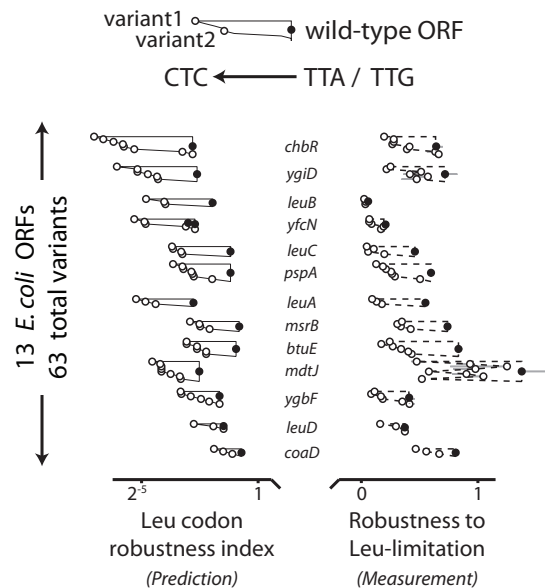 variant1
variant2
wild-type ORF
CTC TTA / TTG
13 E.coli ORFs
63 total variants
chbR
ygiD
leuB
yfcN
leuC
pspA
leuA
msrB
btuE
mdtJ
ygbF
leuD
coaD
2-5 1
0 1
Leu codon
robustness index
(Prediction)
Robustness to
Leu-limitation
(Measurement)